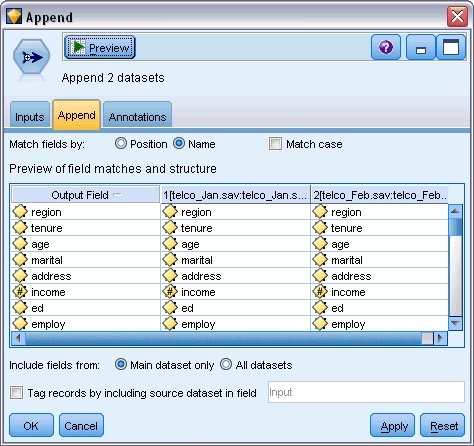 Append
Preview
?
Append 2 datasets
Inputs Append Annotations
Match fields by: Position Name Match case
Preview of field matches and structure
Output Field 1[telco_Jan.sav:telco_Jan.s... 2[telco_Feb.sav:telco_Feb...
region region region
tenure tenure tenure
age age age
marital marital marital
address address address
# income # income # income
ed ed ed
employ employ employ
Include fields from: Main dataset only All datasets
Tag records by including source dataset in field Input
OK Cancel Apply Reset